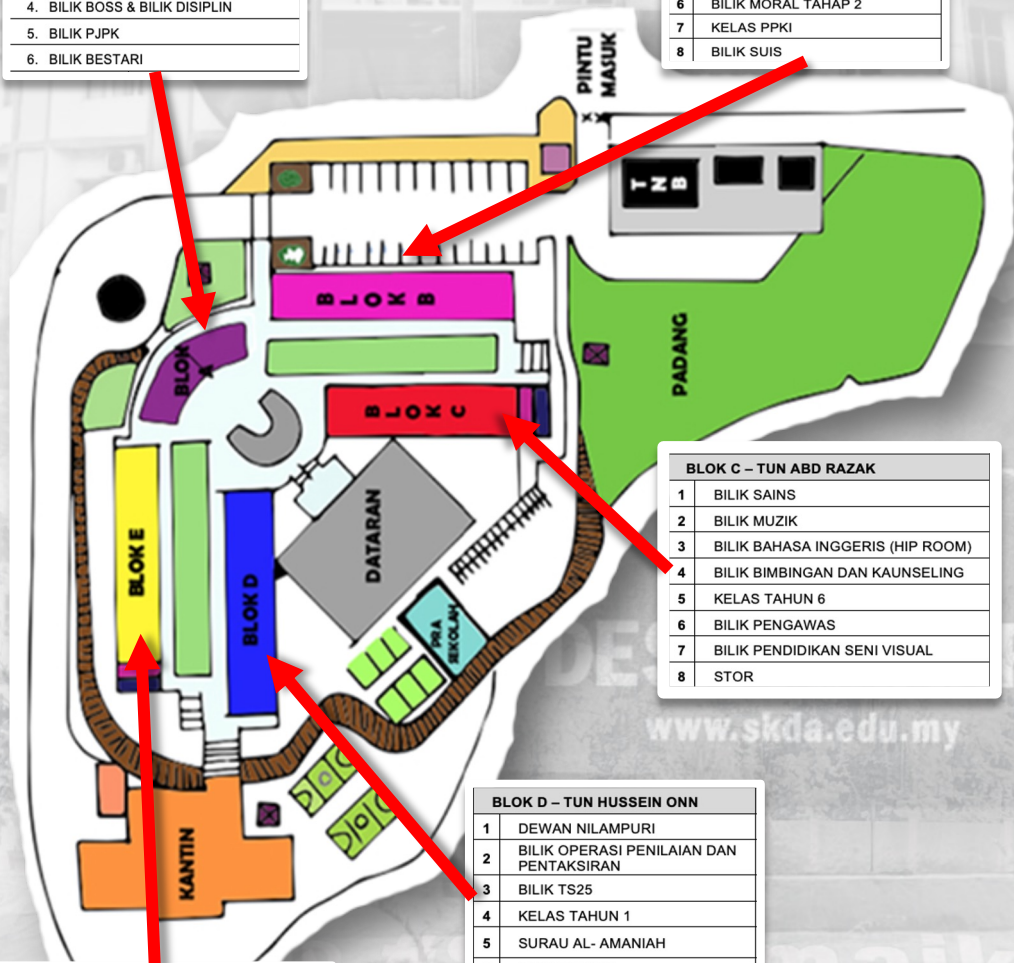 4. BILIK BOSS & BILIK DISIPLIN
5. BILIK PJPK
6. BILIK BESTARI
6 BILIK MORAL TAHAP 2
7 KELAS PPKI
8 BILIK SUIS
PINTU
MASUK
TNB
BLOK B
BLOK
A
PADANG
BLOK C
BLOK C – TUN ABD RAZAK
1 BILIK SAINS
2 BILIK MUZIK
3 BILIK BAHASA INGGERIS (HIP ROOM)
4 BILIK BIMBINGAN DAN KAUNSELING
5 KELAS TAHUN 6
6 BILIK PENGAWAS
7 BILIK PENDIDIKAN SENI VISUAL
8 STOR
DATARAN
BLOK E
BLOK D
PRA
SEKOLAH
www.skda.edu.my
KANTIN
BLOK D – TUN HUSSEIN ONN
1 DEWAN NILAMPURI
2 BILIK OPERASI PENILAIAN DAN
PENTAKSIRAN
3 BILIK TS25
4 KELAS TAHUN 1
5 SURAU AL- AMANIAH